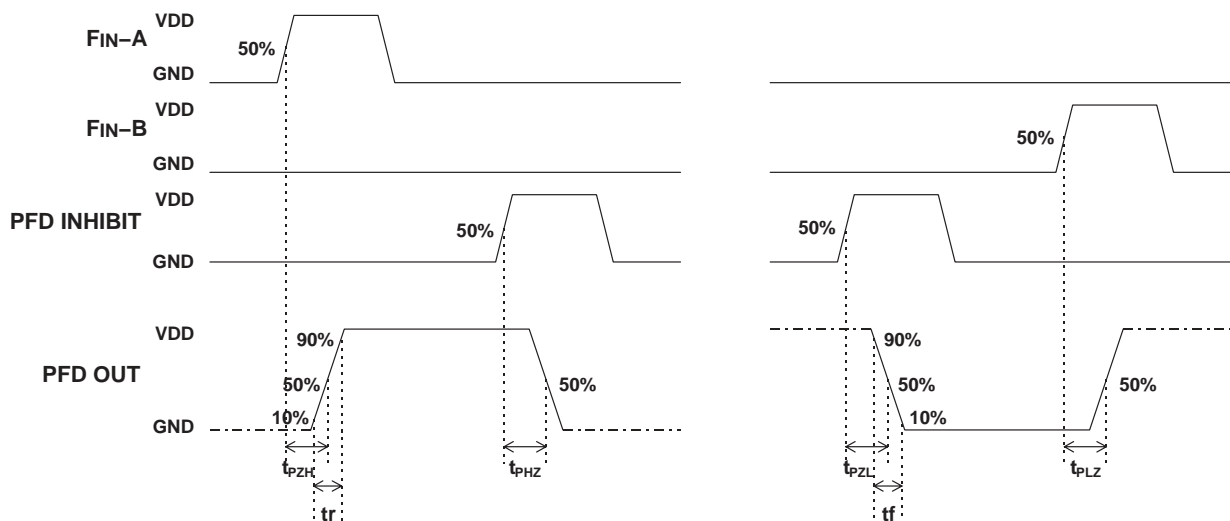 VDD
FIN–A
50%
GND
VDD
FIN–B
50%
GND
VDD
PFD INHIBIT
50%
50%
GND
VDD
90%
90%
PFD OUT
50%
50%
50%
50%
10%
10%
GND
tPZH
tPHZ
tPZL
tPLZ
tr
tf